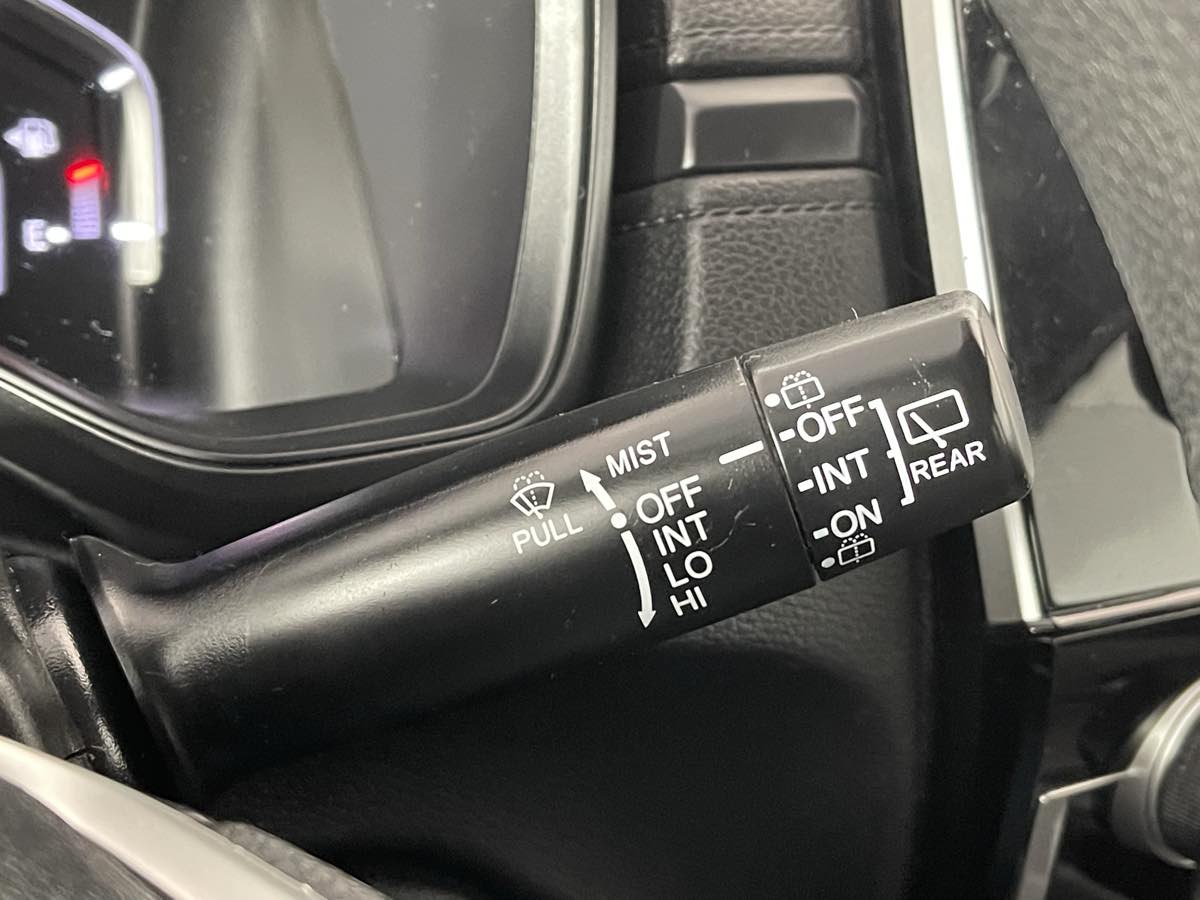 E
PULL
MIST
OFF
INT
LO
HI
OFF
INT
ON
REAR